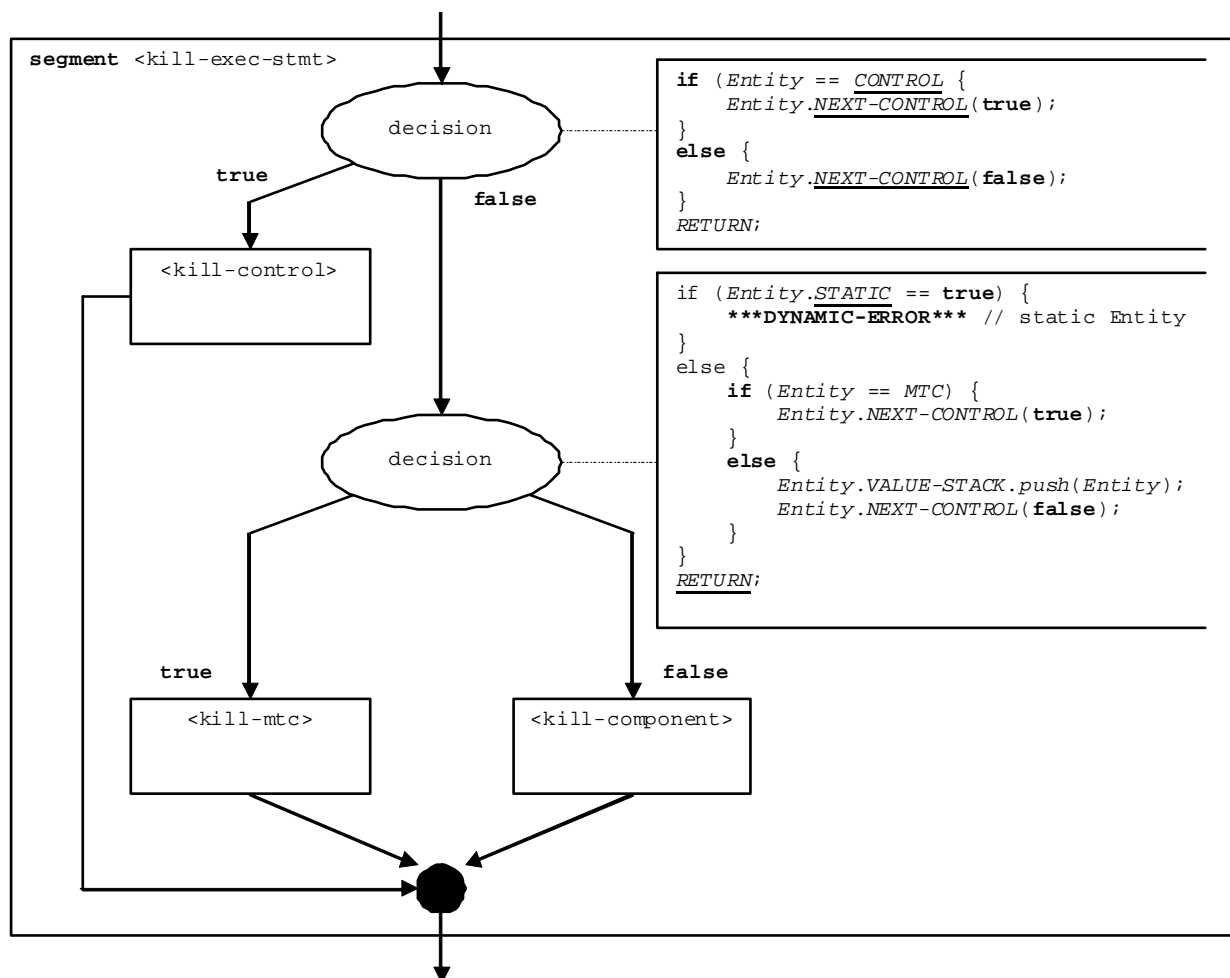 segment <kill-exec-stmt>
decision
true
false
<kill-control>
if (Entity == CONTROL {
    Entity.NEXT-CONTROL(true);
}
else {
    Entity.NEXT-CONTROL(false);
}
RETURN;
decision
if (Entity.STATIC == true) {
    ***DYNAMIC-ERROR*** // static Entity
}
else {
    if (Entity == MTC) {
        Entity.NEXT-CONTROL(true);
    }
    else {
        Entity.VALUE-STACK.push(Entity);
        Entity.NEXT-CONTROL(false);
    }
}
RETURN;
true
false
<kill-mtc>
<kill-component>